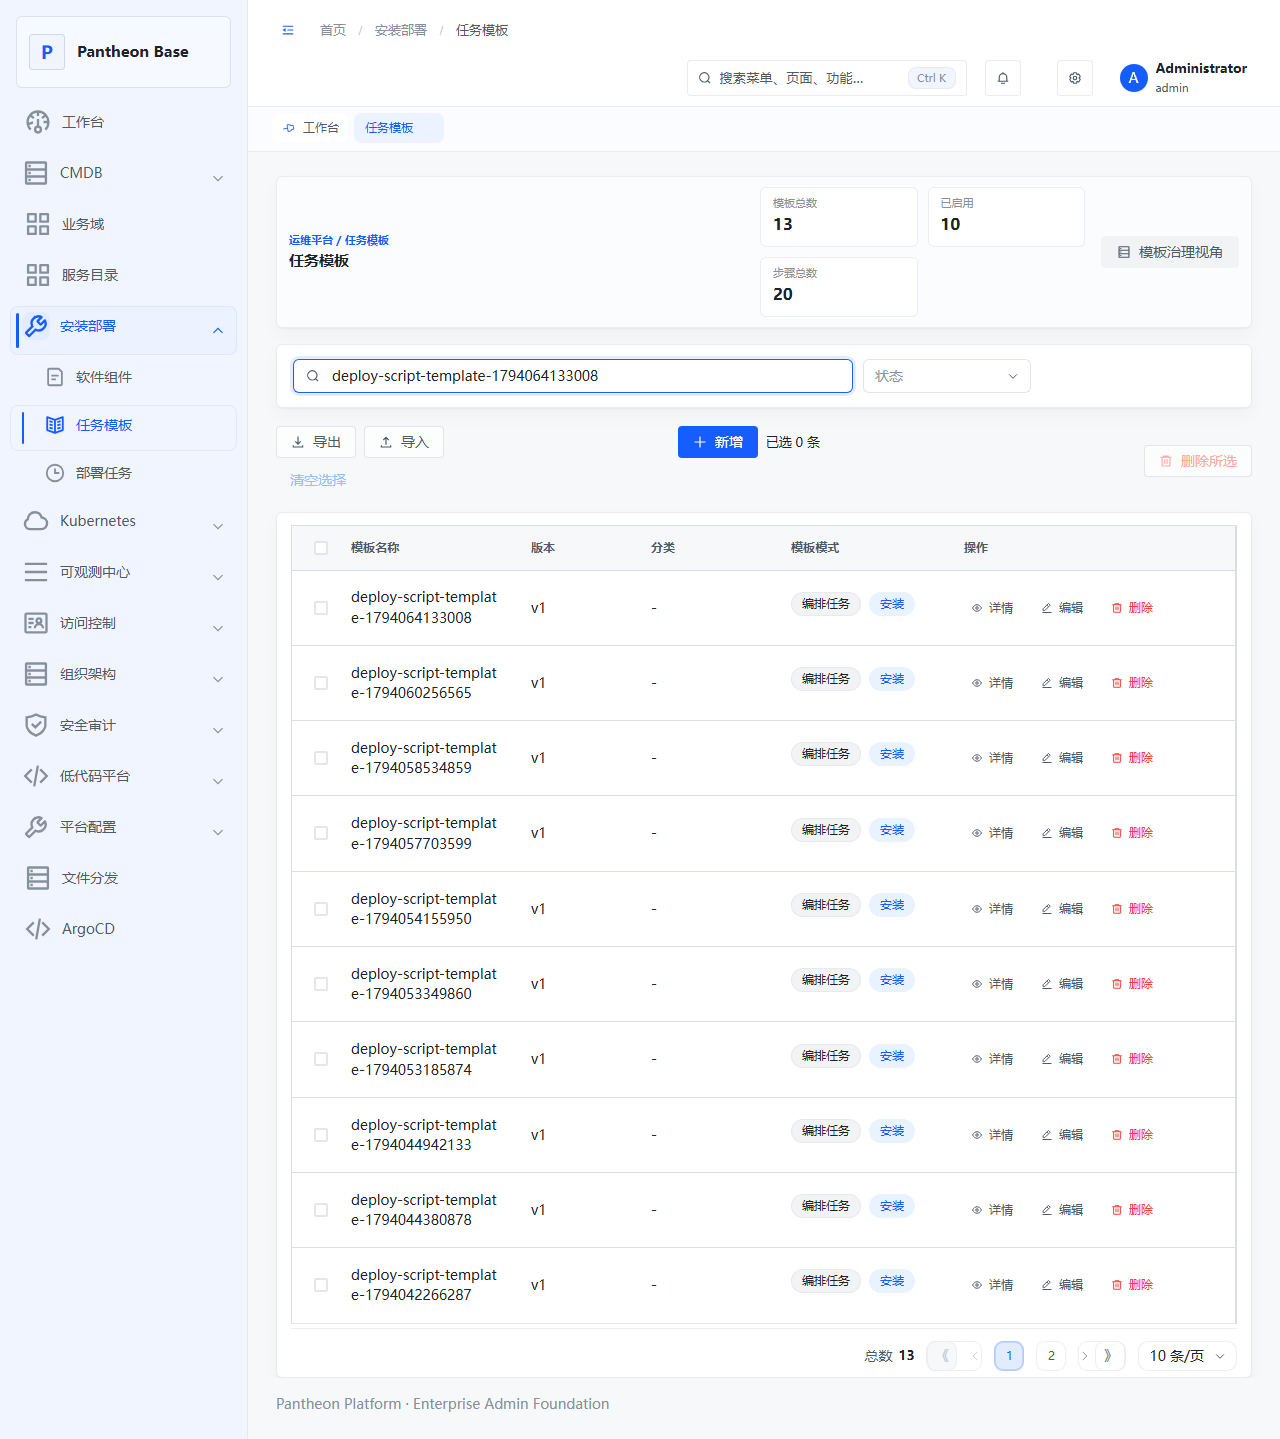 P
Pantheon Base
工作台
CMDB
业务域
服务目录
安装部署
软件组件
任务模板
部署任务
Kubernetes
可观测中心
访问控制
组织架构
安全审计
低代码平台
平台配置
文件分发
ArgoCD
首页 / 安装部署 / 任务模板
搜索菜单、页面、功能... Ctrl K
A
Administrator
admin
工作台 任务模板
运维平台 / 任务模板
任务模板
模板总数
13
已启用
10
步骤总数
20
模板治理视角
deploy-script-template-1794064133008
状态
导出 导入 新增 已选 0 条
清空选择
删除所选
模板名称 版本 分类 模板模式 操作
deploy-script-templat
e-1794064133008
v1 - 编排任务 安装 详情 编辑 删除
deploy-script-templat
e-1794060256565
v1 - 编排任务 安装 详情 编辑 删除
deploy-script-templat
e-1794058534859
v1 - 编排任务 安装 详情 编辑 删除
deploy-script-templat
e-1794057703599
v1 - 编排任务 安装 详情 编辑 删除
deploy-script-templat
e-1794054155950
v1 - 编排任务 安装 详情 编辑 删除
deploy-script-templat
e-1794053349860
v1 - 编排任务 安装 详情 编辑 删除
deploy-script-templat
e-1794053185874
v1 - 编排任务 安装 详情 编辑 删除
deploy-script-templat
e-1794044942133
v1 - 编排任务 安装 详情 编辑 删除
deploy-script-templat
e-1794044380878
v1 - 编排任务 安装 详情 编辑 删除
deploy-script-templat
e-1794042266287
v1 - 编排任务 安装 详情 编辑 删除
总数 13 《 < 1 2 > 》 10 条/页
Pantheon Platform · Enterprise Admin Foundation